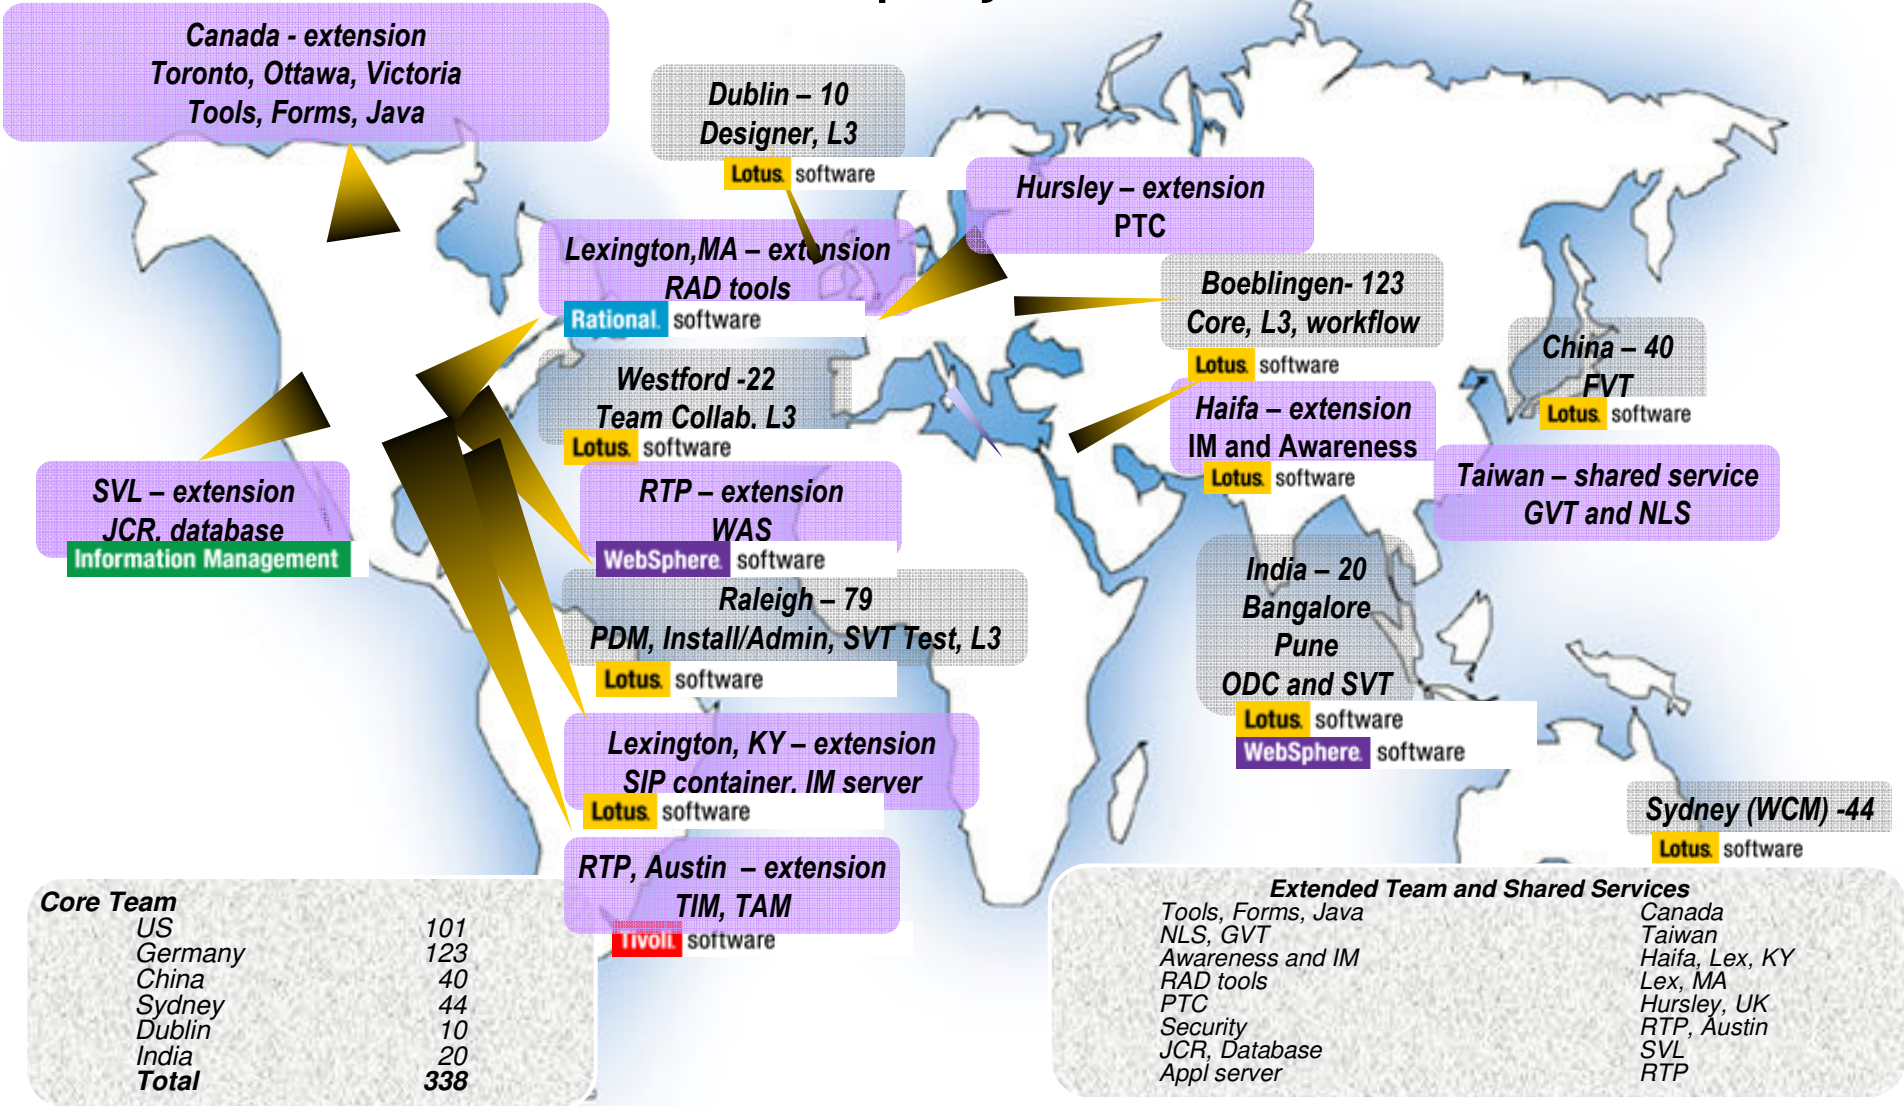 Canada - extension
Toronto, Ottawa, Victoria
Tools, Forms, Java
Dublin – 10
Designer, L3
Lotus. software
Hursley – extension
PTC
Lexington,MA – extension
RAD tools
Rational. software
Boeblingen- 123
Core, L3, workflow
Lotus. software
China – 40
FVT
Lotus. software
Westford -22
Team Collab, L3
Lotus. software
Haifa – extension
IM and Awareness
Lotus. software
Taiwan – shared service
GVT and NLS
SVL – extension
JCR, database
Information Management
RTP – extension
WAS
WebSphere. software
Raleigh – 79
PDM, Install/Admin, SVT Test, L3
Lotus. software
India – 20
Bangalore
Pune
ODC and SVT
Lotus. software
WebSphere. software
Lexington, KY – extension
SIP container, IM server
Lotus. software
Sydney (WCM) -44
Lotus. software
RTP, Austin – extension
TIM, TAM
Tivoli. software
Core Team
US 101
Germany 123
China 40
Sydney 44
Dublin 10
India 20
Total 338
Extended Team and Shared Services
Tools, Forms, Java Canada
NLS, GVT Taiwan
Awareness and IM Haifa, Lex, KY
RAD tools Lex, MA
PTC Hursley, UK
Security RTP, Austin
JCR, Database SVL
Appl server RTP